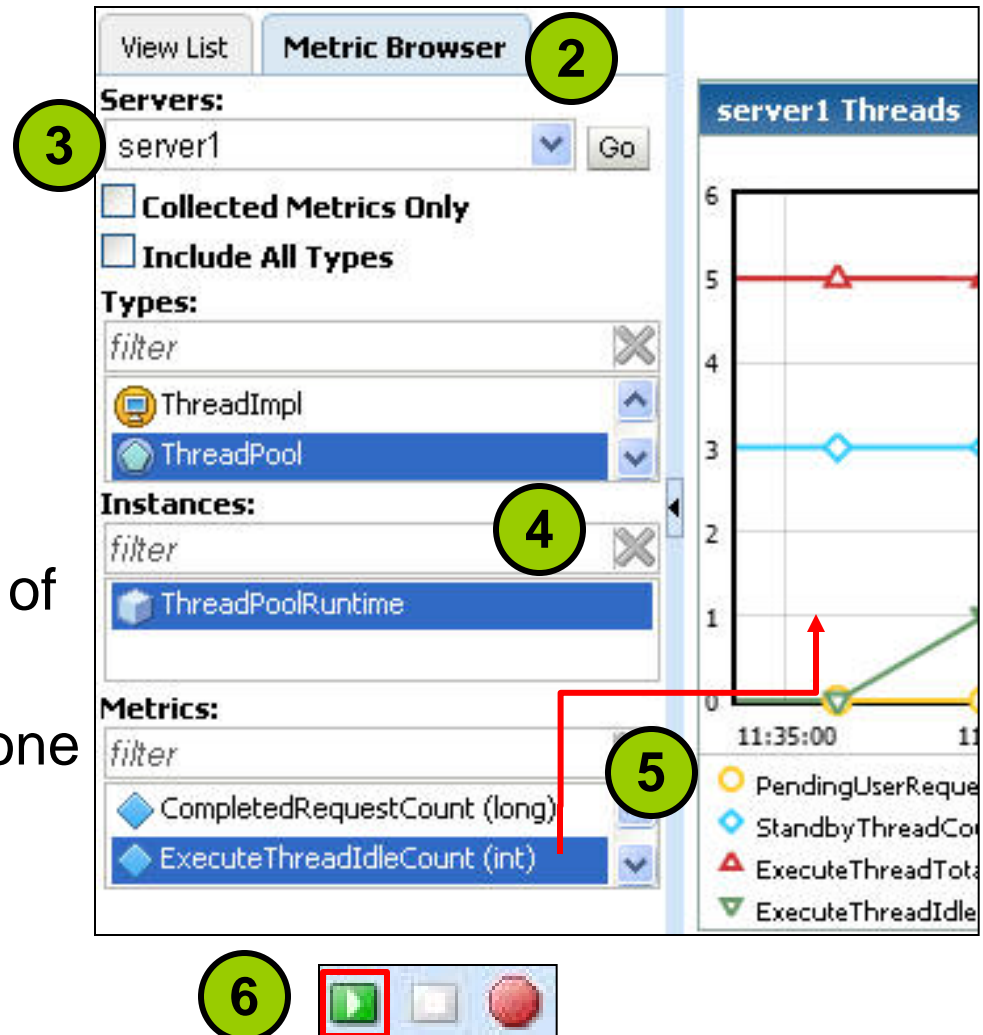 View List
Metric Browser
2
Servers:
3
server1
Go
Collected Metrics Only
Include All Types
Types:
filter
ThreadImpl
ThreadPool
Instances:
4
filter
of
ThreadPoolRuntime
Metrics:
one
filter
5
CompletedRequestCount (long)
ExecuteThreadIdleCount (int)
server1 Threads
6
5
4
3
2
1
0
11:35:00
11
PendingUserReque
StandbyThreadCou
ExecuteThreadTota
ExecuteThreadIdle
6